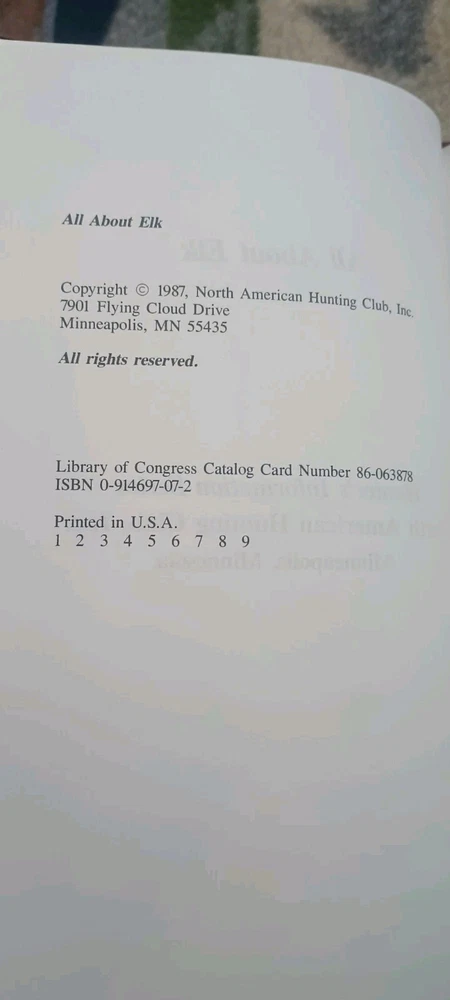 All About Elk
Copyright © 1987, North American Hunting Club, Inc.
7901 Flying Cloud Drive
Minneapolis, MN 55435
All rights reserved.
Library of Congress Catalog Card Number 86-063878
ISBN 0-914697-07-2
Printed in U.S.A.
1 2 3 4 5 6 7 8 9